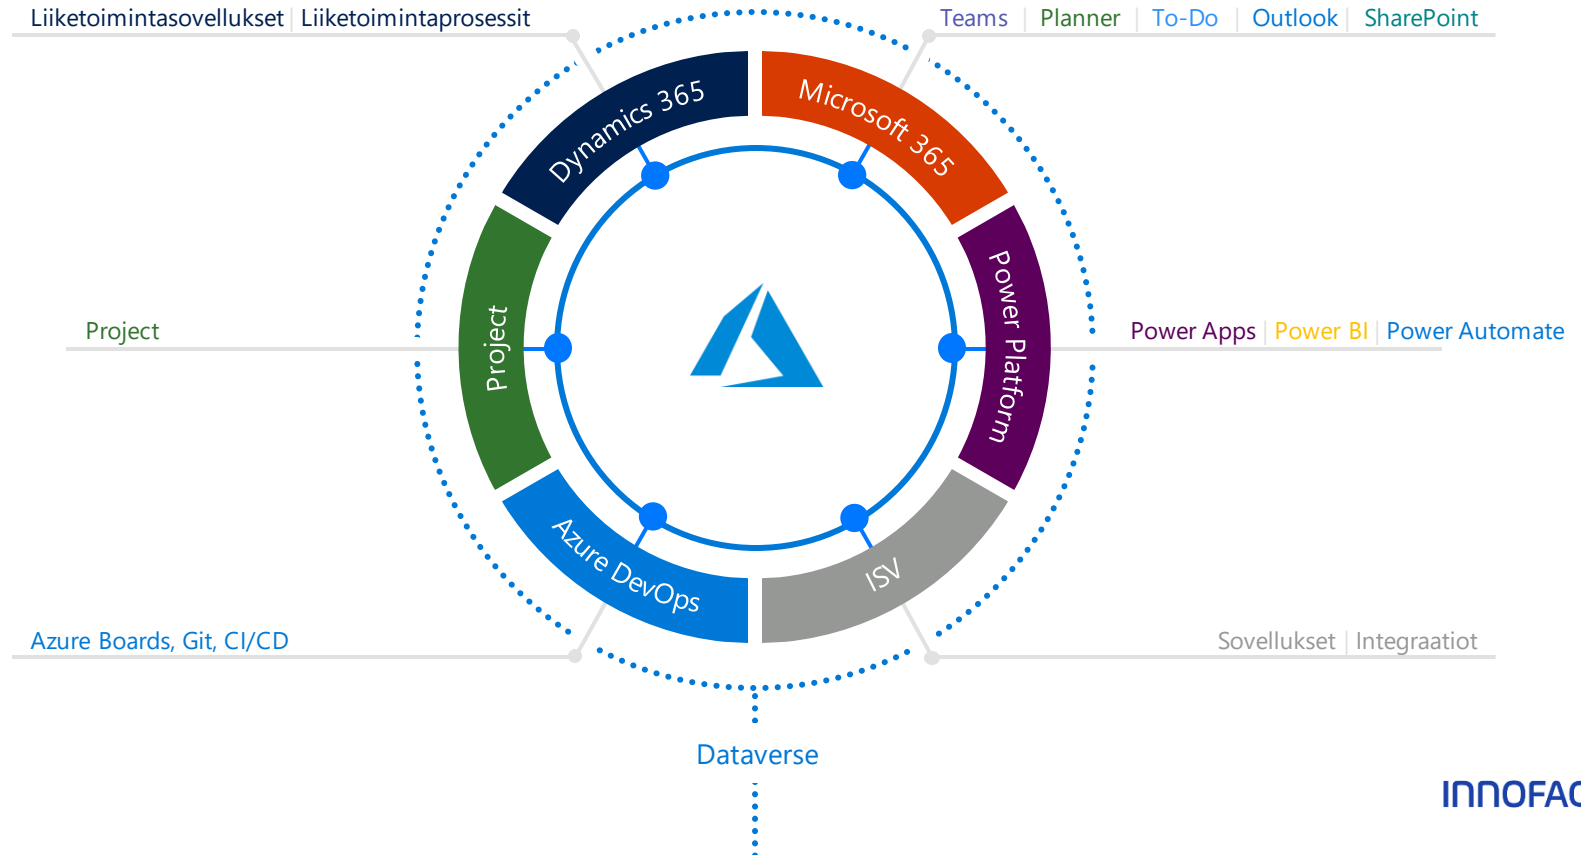 Liiketoimintasovellukset | Liiketoimintaprosessit
Teams | Planner | To-Do | Outlook | SharePoint
Dynamics 365
Microsoft 365
Project
Project
Power Platform
Power Apps | Power BI | Power Automate
Azure DevOps
ISV
Azure Boards, Git, CI/CD
Sovellukset | Integraatiot
Dataverse